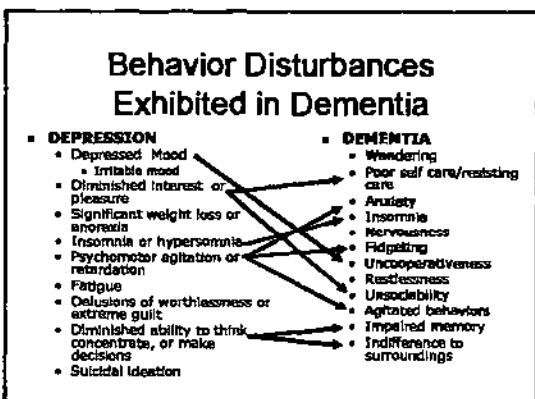 Behavior Disturbances
Exhibited in Dementia
DEPRESSION
Depressed Mood
Irritable mood
Diminished interest or
pleasure
Significant weight loss or
anorexia
Insomnia or hypersomnia
Psychomotor agitation or
retardation
Fatigue
Delusions of worthlessness or
extreme guilt
Diminished ability to think
concentrate, or make
decisions
Suicidal Ideation
DEMENTIA
Wandering
Poor self care/resisting
care
Anxiety
Insomnia
Nervousness
Fidgeting
Uncooperativeness
Restlessness
Unsociability
Agitated behaviors
Impaired memory
Indifference to
surroundings